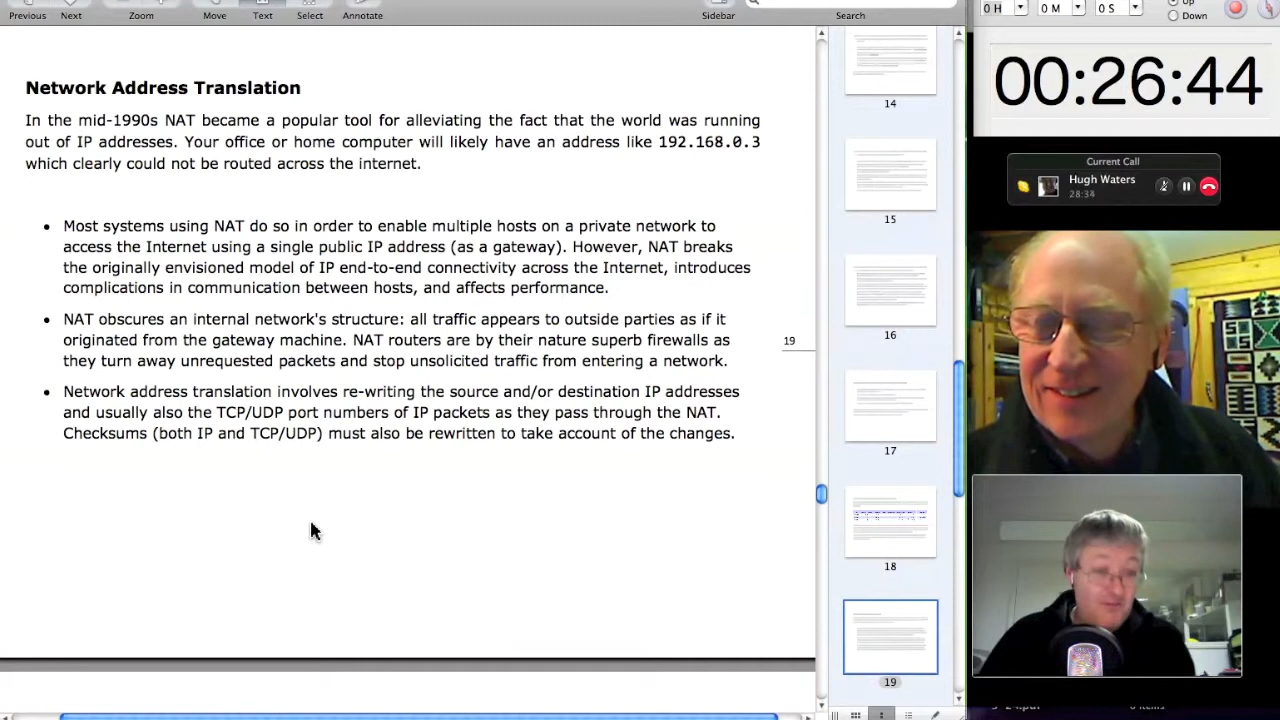 Previous Next Zoom Move Text Select Annotate Sidebar Search
0 H 0 M 0 S Up
Down
00:26:44
Current Call
Hugh Waters
28:34
Network Address Translation
In the mid-1990s NAT became a popular tool for alleviating the fact that the world was running
out of IP addresses. Your office or home computer will likely have an address like 192.168.0.3
which clearly could not be routed across the internet.
• Most systems using NAT do so in order to enable multiple hosts on a private network to
access the Internet using a single public IP address (as a gateway). However, NAT breaks
the originally envisioned model of IP end-to-end connectivity across the Internet, introduces
complications in communication between hosts, and affects performance.
• NAT obscures an internal network's structure: all traffic appears to outside parties as if it
originated from the gateway machine. NAT routers are by their nature superb firewalls as
they turn away unrequested packets and stop unsolicited traffic from entering a network.
• Network address translation involves re-writing the source and/or destination IP addresses
and usually also the TCP/UDP port numbers of IP packets as they pass through the NAT.
Checksums (both IP and TCP/UDP) must also be rewritten to take account of the changes.
19
14
15
16
17
18
19